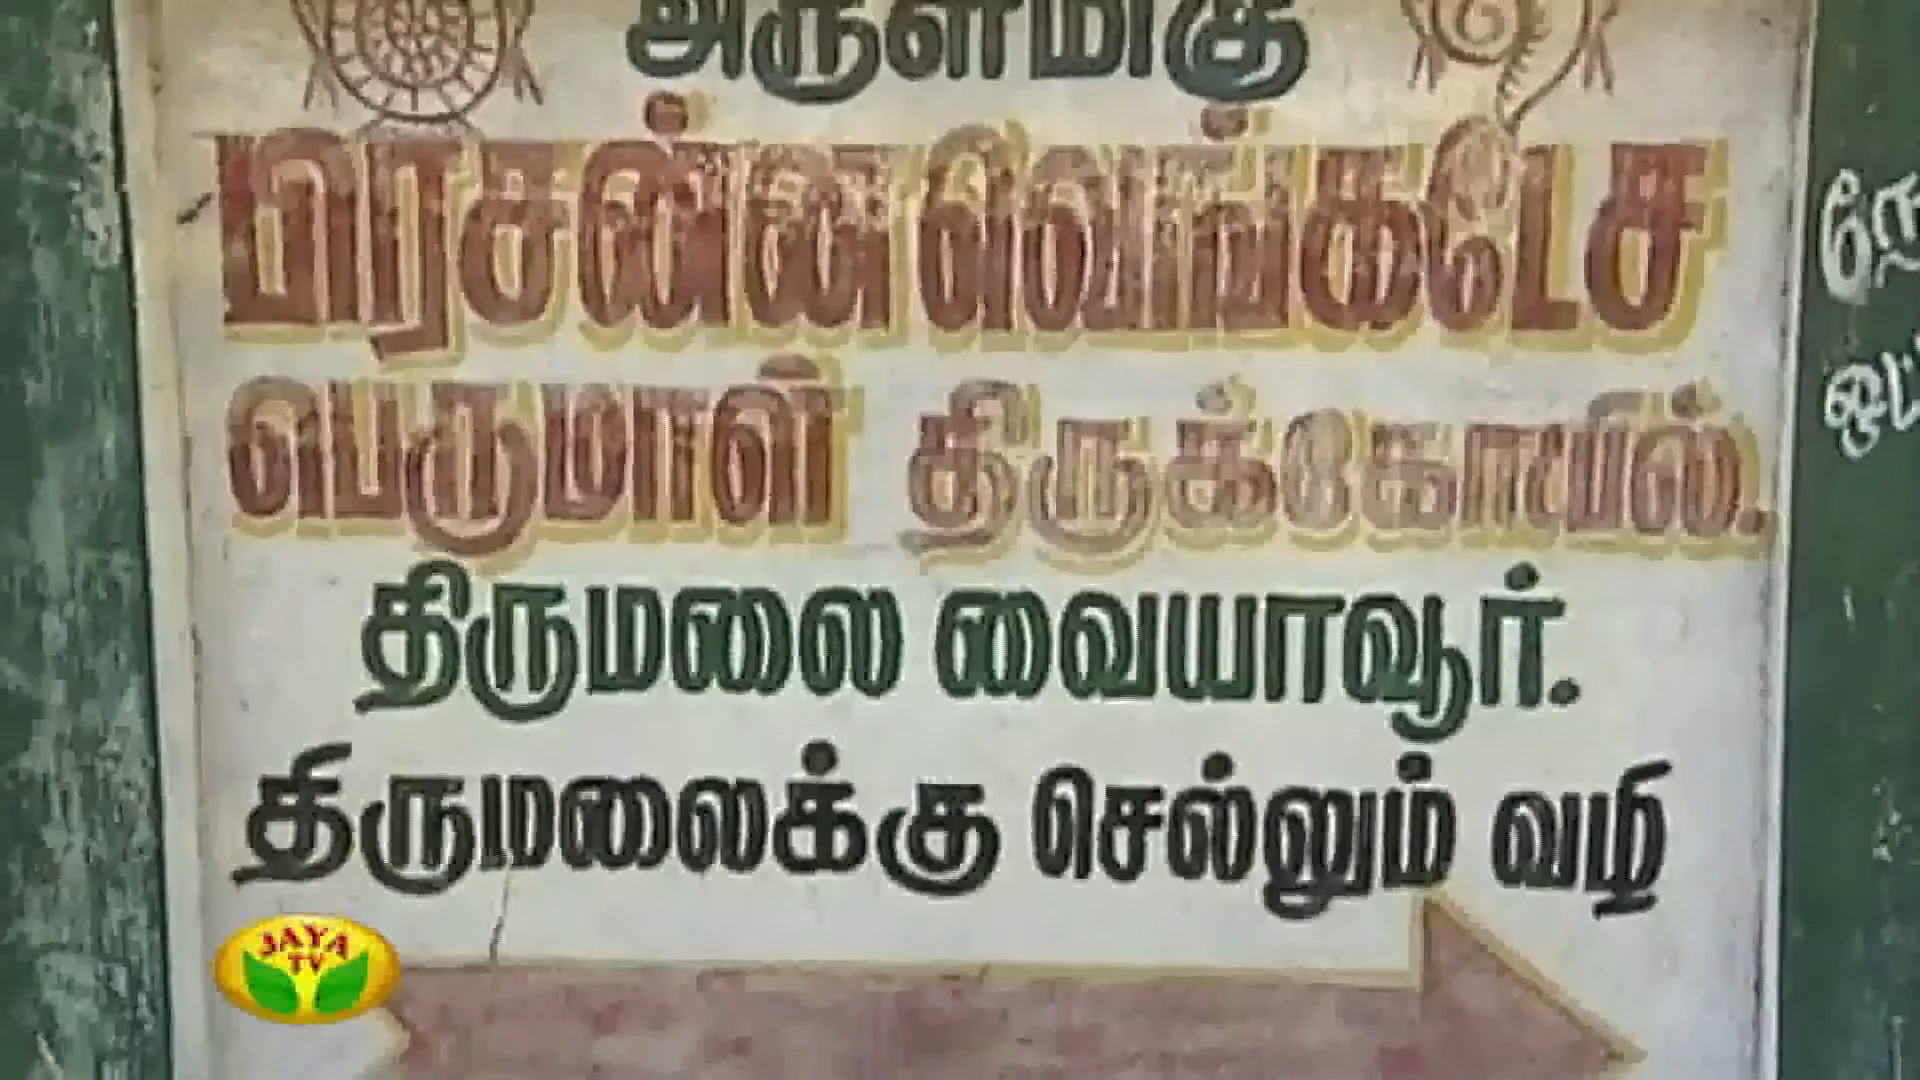 அருள்மிகு
பிரசன்ன வெங்கடேச
பெருமாள் திருக்கோயில்.
திருமலை வையாவூர்.
திருமலைக்கு செல்லும் வழி
JAYA
TV